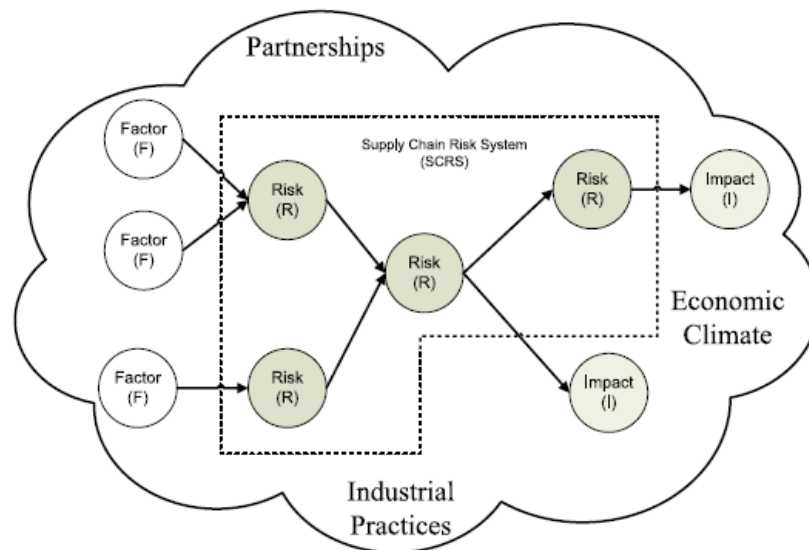 Partnerships
Factor
(F)
Supply Chain Risk System
(SCRS)
Risk
(R)
Risk
(R)
Impact
(I)
Factor
(F)
Risk
(R)
Economic
Climate
Factor
(F)
Risk
(R)
Impact
(I)
Industrial
Practices